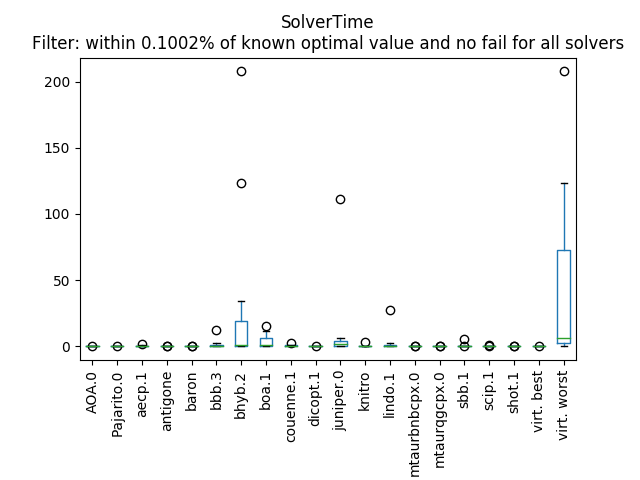 SolverTime
Filter: within 0.1002% of known optimal value and no fail for all solvers
200
150
100
50
0
AOA.0
Pajarito.0
aecp.1
antigone
baron
bbb.3
bhyb.2
boa.1
couenne.1
dicopt.1
juniper.0
knitro
lindo.1
mtaurbnbcpx.0
mtaurqgcpx.0
sbb.1
scip.1
shot.1
virt. best
virt. worst